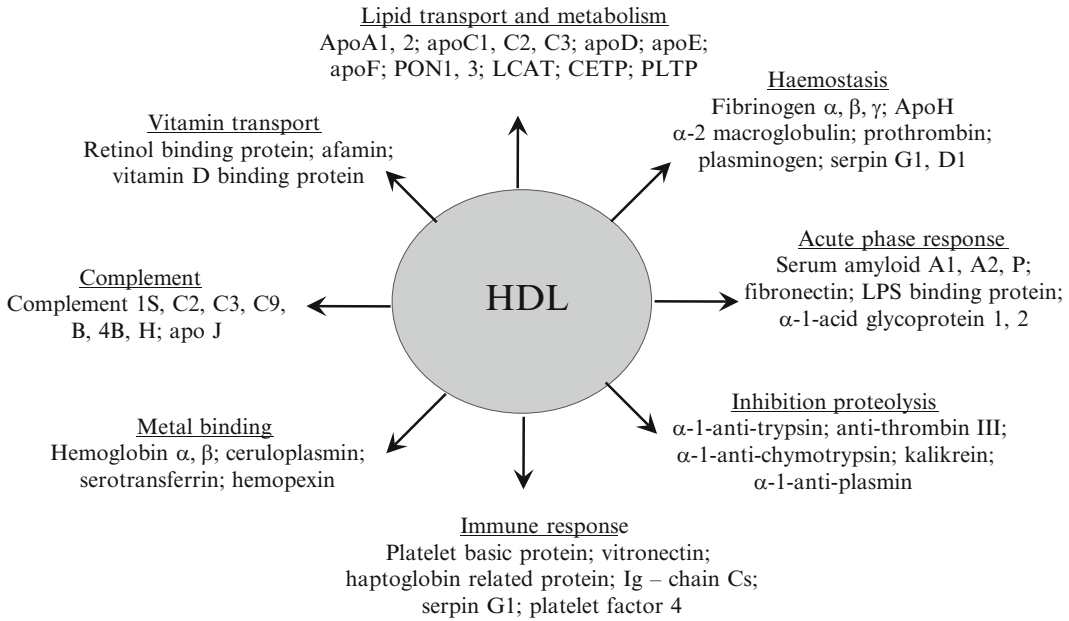 Lipid transport and metabolism
ApoA1, 2; apoC1, C2, C3; apoD; apoE;
apoF; PON1, 3; LCAT; CETP; PLTP
Haemostasis
Fibrinogen α, β, γ; ApoH
α-2 macroglobulin; prothrombin;
plasminogen; serpin G1, D1
Vitamin transport
Retinol binding protein; afamin;
vitamin D binding protein
Acute phase response
Serum amyloid A1, A2, P;
fibronectin; LPS binding protein;
α-1-acid glycoprotein 1, 2
Complement
Complement 1S, C2, C3, C9,
B, 4B, H; apo J
HDL
Inhibition proteolysis
α-1-anti-trypsin; anti-thrombin III;
α-1-anti-chymotrypsin; kalikrein;
α-1-anti-plasmin
Metal binding
Hemoglobin α, β; ceruloplasmin;
serotransferrin; hemopexin
Immune response
Platelet basic protein; vitronectin;
haptoglobin related protein; Ig – chain Cs;
serpin G1; platelet factor 4